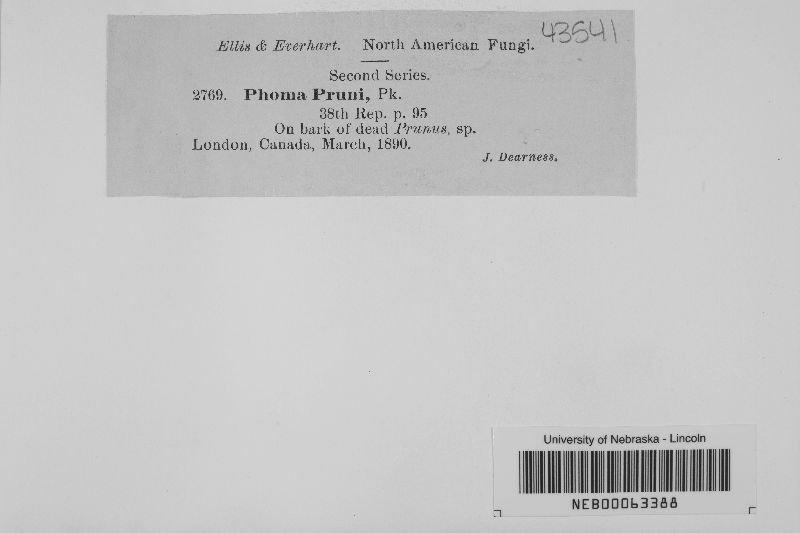 Ellis & Everhart. North American Fungi. 43541
Second Series.
2769. Phoma Pruni, Pk.
38th Rep. p. 95
On bark of dead Prunus, sp.
London, Canada, March, 1890.
J. Dearness.
University of Nebraska - Lincoln
NEB00063388